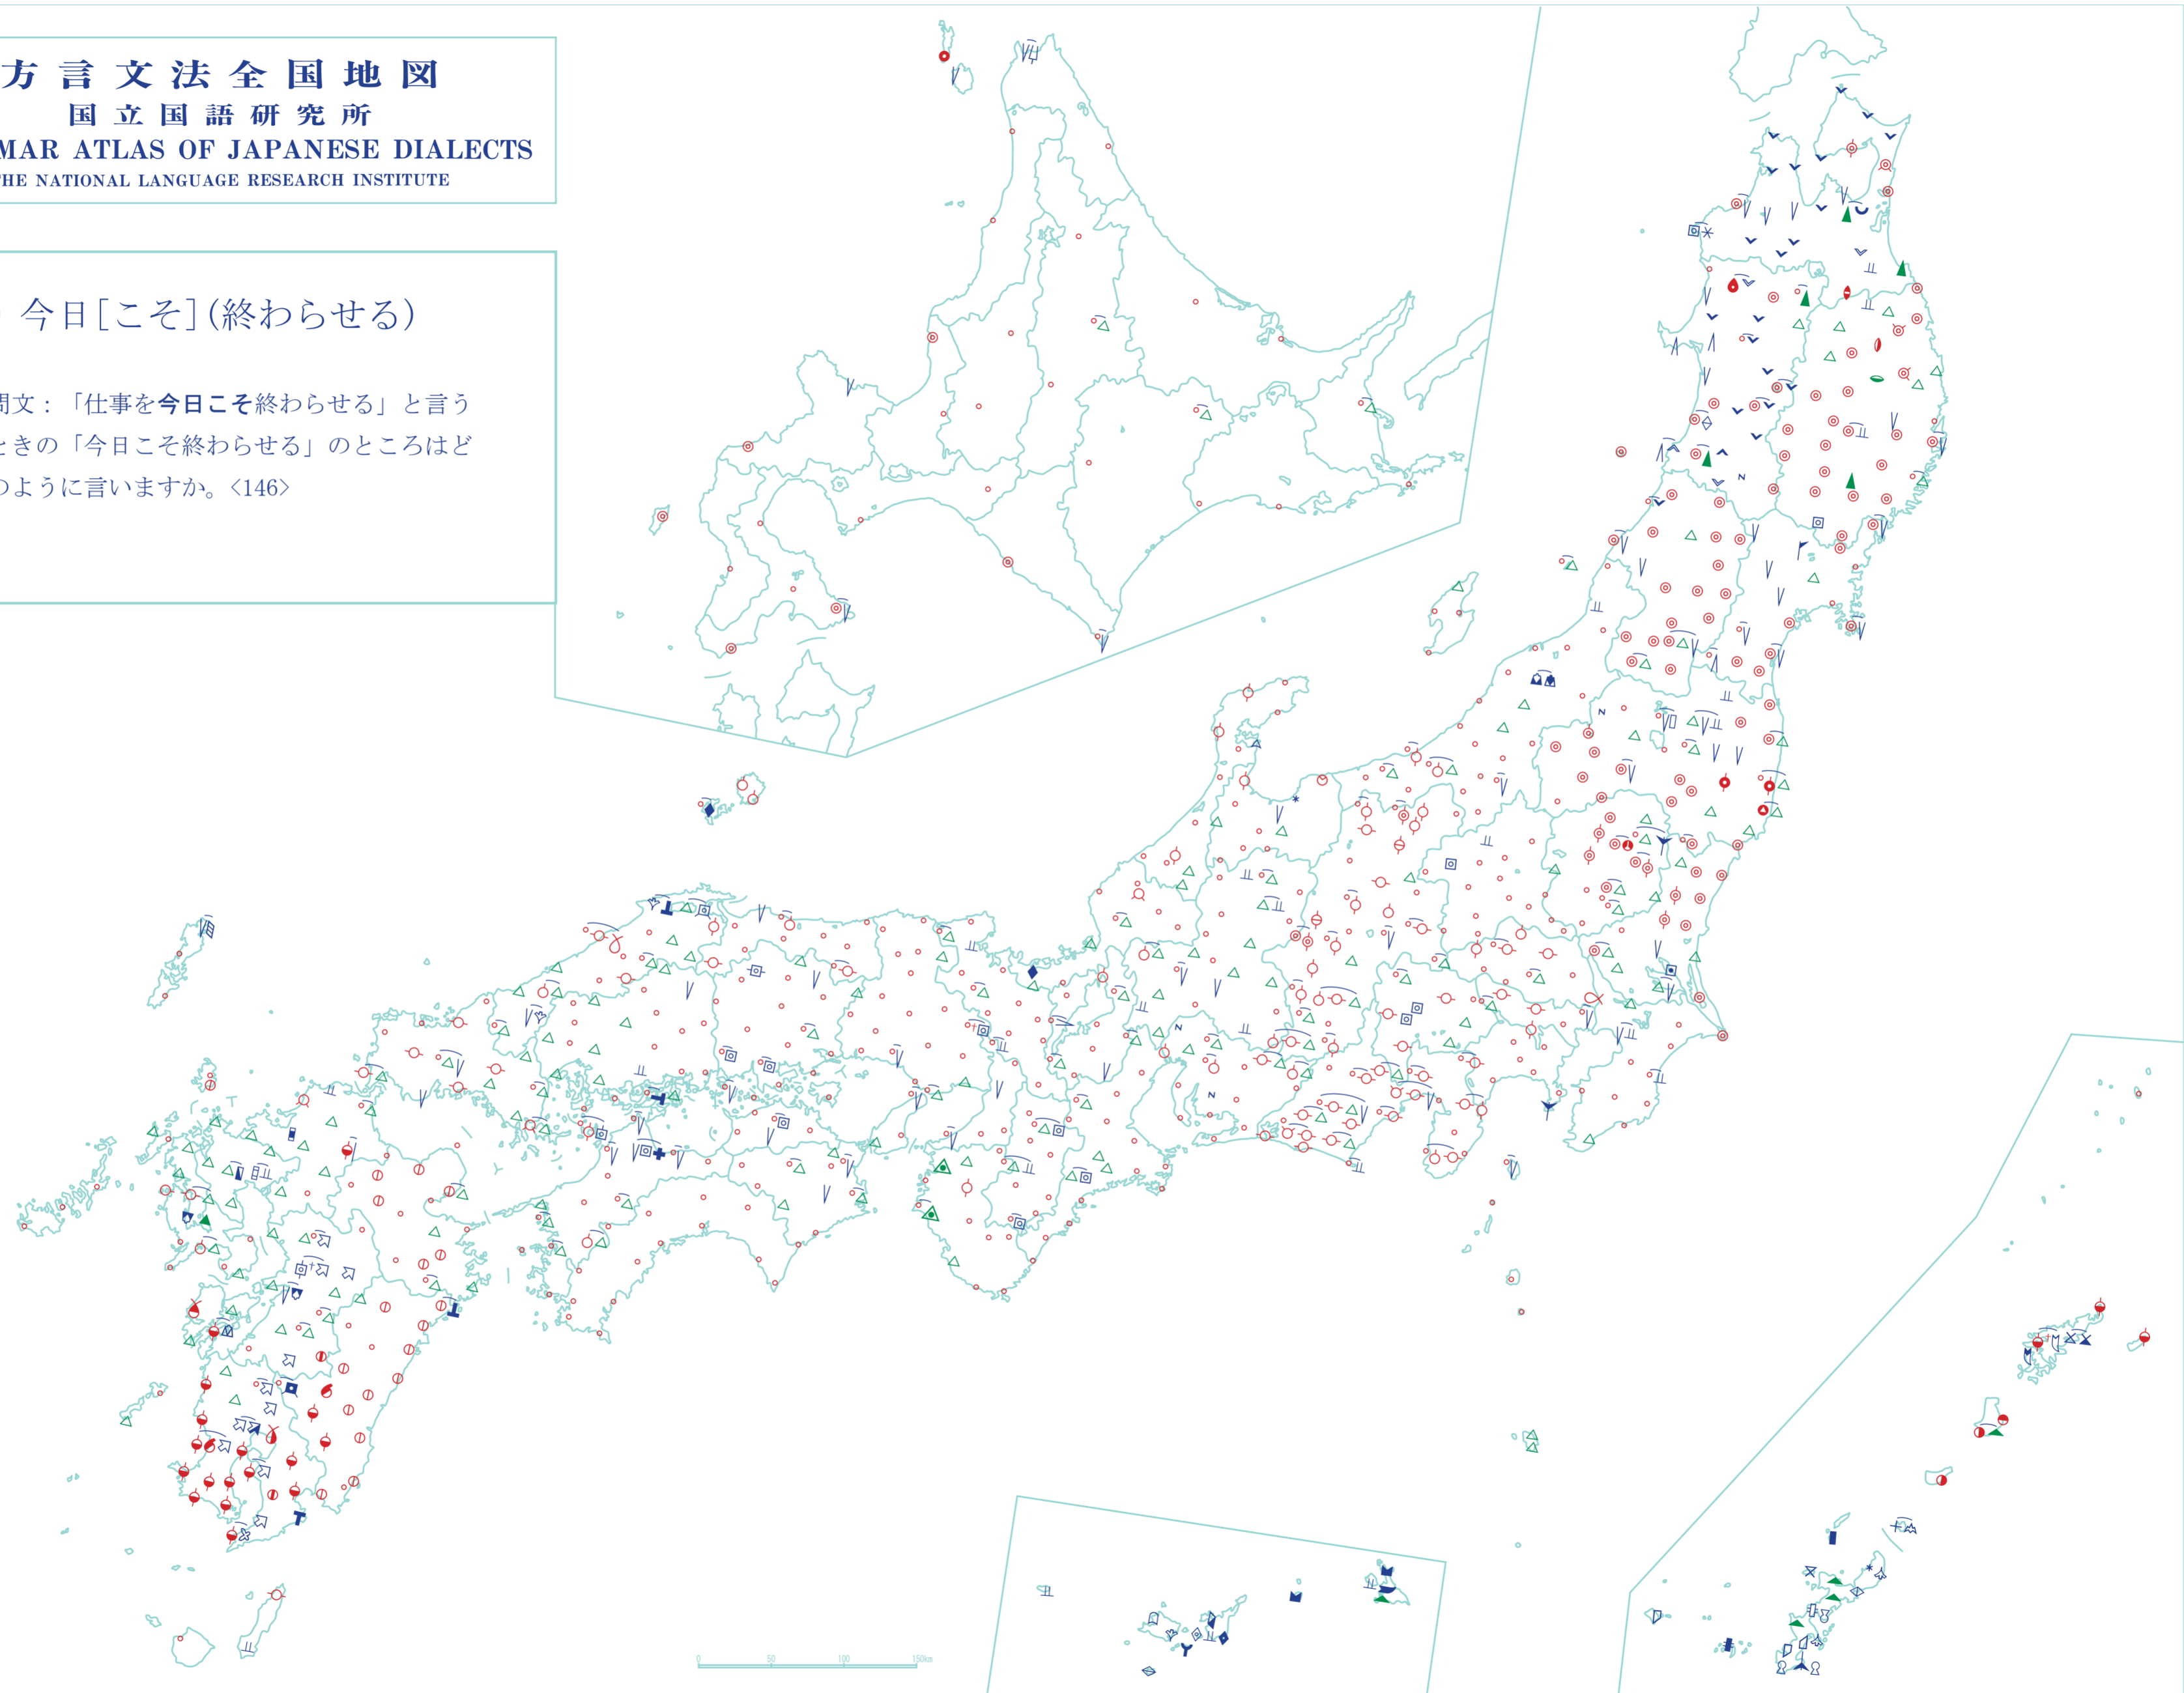 方言文法全国地図
国立国語研究所
MAR ATLAS OF JAPANESE DIALECTS
HE NATIONAL LANGUAGE RESEARCH INSTITUTE
今日[こそ](終わらせる)
問文：「仕事を今日こそ終わらせる」と言う
ときの「今日こそ終わらせる」のところはど
のように言いますか。〈146〉
0 50 100 150km